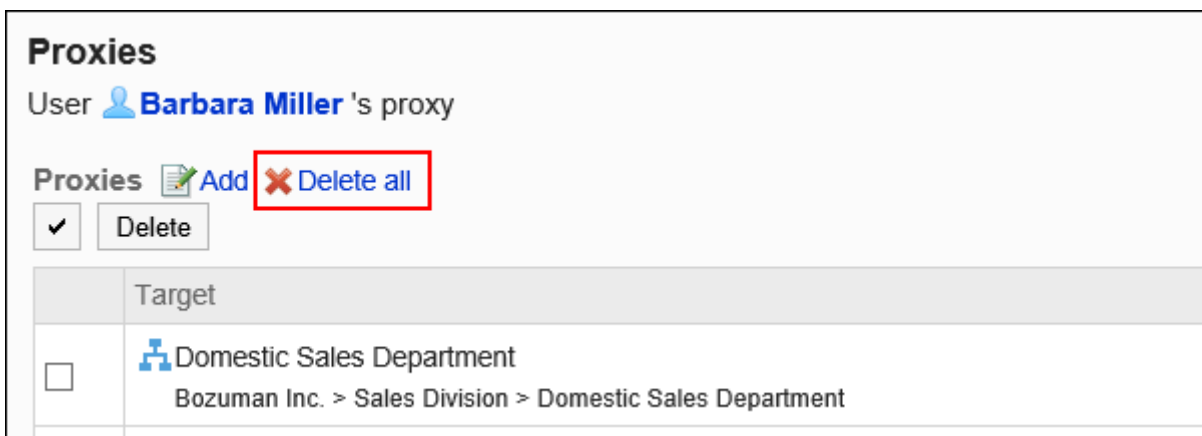 Proxies
User Barbara Miller 's proxy
Proxies Add Delete all
Delete
Target
Domestic Sales Department
Bozuman Inc. > Sales Division > Domestic Sales Department